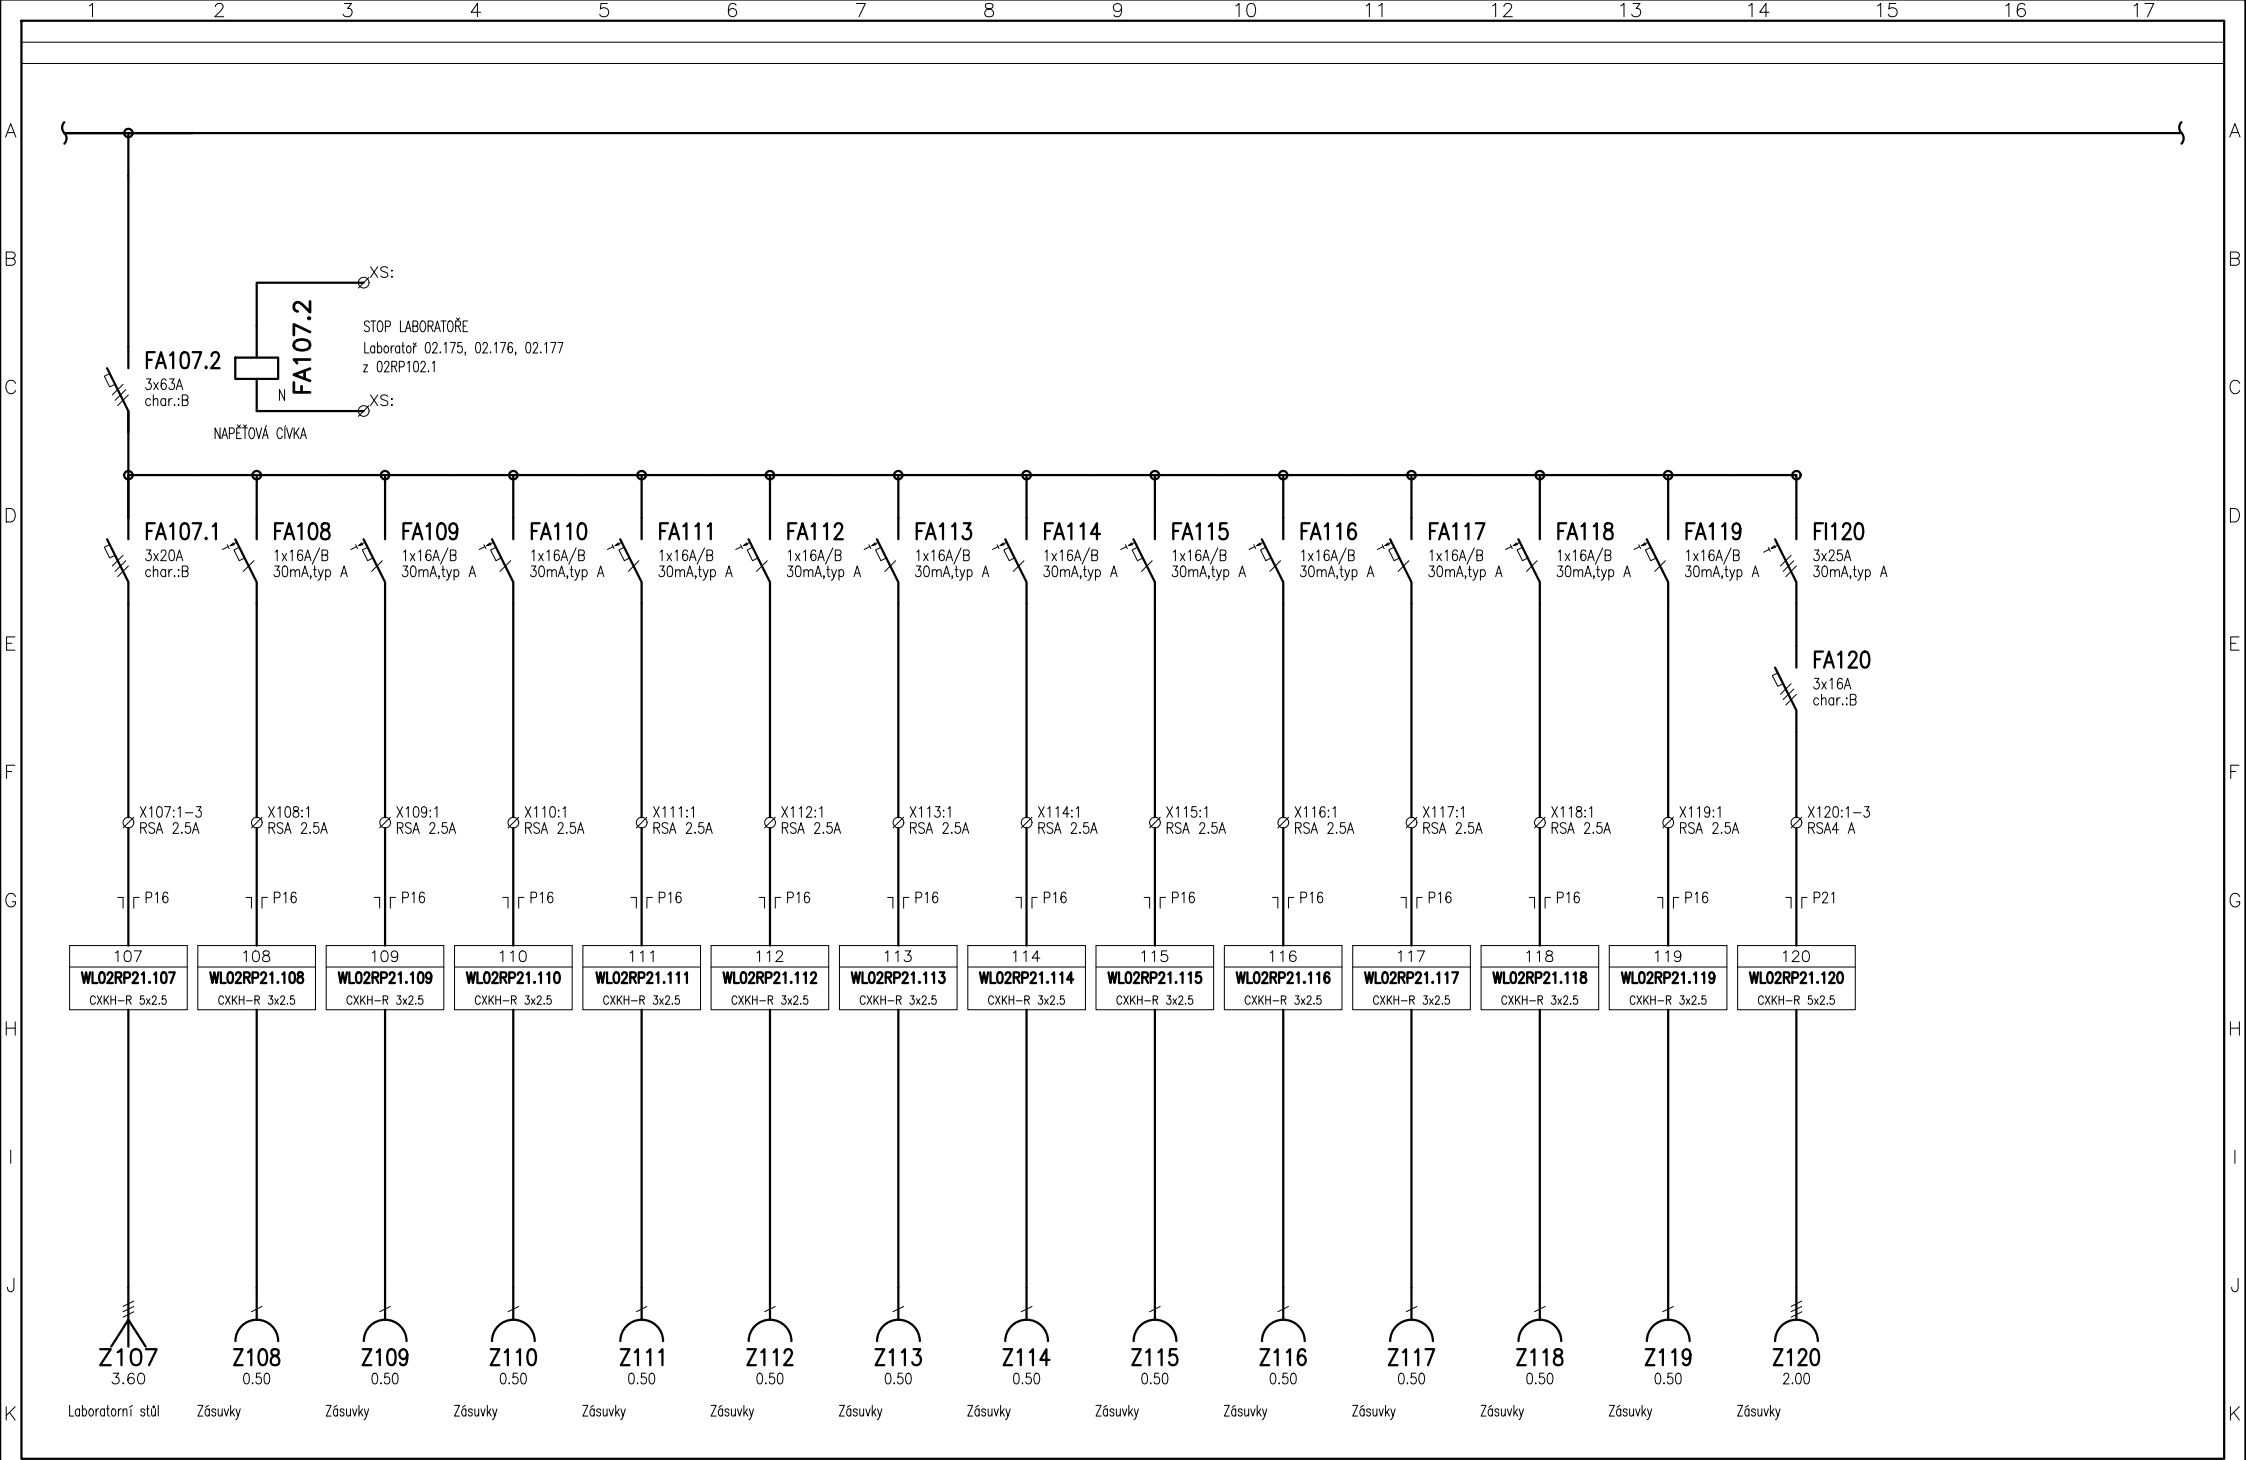 1 2 3 4 5 6 7 8 9 10 11 12 13 14 15 16 17
A A
B B
XS:
FA107.2
STOP LABORATOŘE
Laboratoř 02.175, 02.176, 02.177
z 02RP102.1
FA107.2
3x63A
char.:B
C C
N
XS:
NAPĚŤOVÁ CÍVKA
D D
FA107.1 FA108 FA109 FA110 FA111 FA112 FA113 FA114 FA115 FA116 FA117 FA118 FA119 FI120
3x20A 1x16A/B 1x16A/B 1x16A/B 1x16A/B 1x16A/B 1x16A/B 1x16A/B 1x16A/B 1x16A/B 1x16A/B 1x16A/B 1x16A/B 3x25A
char.:B 30mA,typ A 30mA,typ A 30mA,typ A 30mA,typ A 30mA,typ A 30mA,typ A 30mA,typ A 30mA,typ A 30mA,typ A 30mA,typ A 30mA,typ A 30mA,typ A 30mA,typ A
E E
FA120
3x16A
char.:B
F F
X107:1-3 X108:1 X109:1 X110:1 X111:1 X112:1 X113:1 X114:1 X115:1 X116:1 X117:1 X118:1 X119:1 X120:1-3
RSA 2.5A RSA 2.5A RSA 2.5A RSA 2.5A RSA 2.5A RSA 2.5A RSA 2.5A RSA 2.5A RSA 2.5A RSA 2.5A RSA 2.5A RSA 2.5A RSA 2.5A RSA4 A
G P16 P16 P16 P16 P16 P16 P16 P16 P16 P16 P16 P16 P16 P21 G
107 108 109 110 111 112 113 114 115 116 117 118 119 120
WL02RP21.107 WL02RP21.108 WL02RP21.109 WL02RP21.110 WL02RP21.111 WL02RP21.112 WL02RP21.113 WL02RP21.114 WL02RP21.115 WL02RP21.116 WL02RP21.117 WL02RP21.118 WL02RP21.119 WL02RP21.120
CXKH-R 5x2.5 CXKH-R 3x2.5 CXKH-R 3x2.5 CXKH-R 3x2.5 CXKH-R 3x2.5 CXKH-R 3x2.5 CXKH-R 3x2.5 CXKH-R 3x2.5 CXKH-R 3x2.5 CXKH-R 3x2.5 CXKH-R 3x2.5 CXKH-R 3x2.5 CXKH-R 3x2.5 CXKH-R 5x2.5
H H
I I
J J
Z107 Z108 Z109 Z110 Z111 Z112 Z113 Z114 Z115 Z116 Z117 Z118 Z119 Z120
3.60 0.50 0.50 0.50 0.50 0.50 0.50 0.50 0.50 0.50 0.50 0.50 0.50 2.00
K Laboratorní stůl Zásuvky Zásuvky Zásuvky Zásuvky Zásuvky Zásuvky Zásuvky Zásuvky Zásuvky Zásuvky Zásuvky Zásuvky Zásuvky K